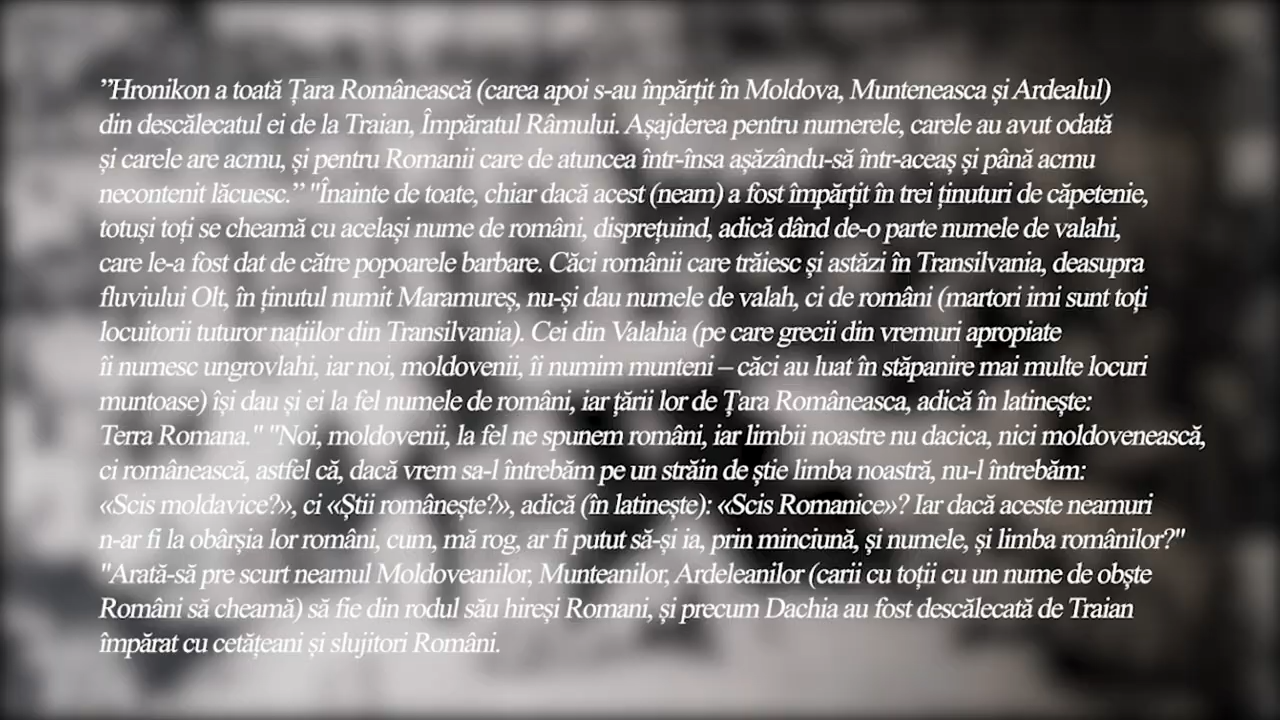 ”Hronikon a toată Țara Românească (carea apoi s-au înpărțit în Moldova, Munteneasca și Ardealul)
din descălecatul ei de la Traian, Împăratul Râmului. Așajderea pentru numerele, carele au avut odată
și carele are acmu, și pentru Romanii care de atuncea într-însa așăzându-să într-aceaș și până acmu
necontenit lăcuesc.” "Înainte de toate, chiar dacă acest (neam) a fost împărțit în trei ținuturi de căpetenie,
totuși toți se cheamă cu același nume de români, disprețuind, adică dând de-o parte numele de valahi,
care le-a fost dat de către popoarele barbare. Căci românii care trăiesc și astăzi în Transilvania, deasupra
fluviului Olt, în ținutul numit Maramureș, nu-și dau numele de valah, ci de români (martori imi sunt toți
locuitorii tuturor națiilor din Transilvania). Cei din Valahia (pe care grecii din vremuri apropiate
îi numesc ungrovlahi, iar noi, moldovenii, îi numim munteni – căci au luat în stăpanire mai multe locuri
muntoase) își dau și ei la fel numele de români, iar țării lor de Țara Româneasca, adică în latinește:
Terra Romana." "Noi, moldovenii, la fel ne spunem români, iar limbii noastre nu dacica, nici moldovenească,
ci românească, astfel că, dacă vrem sa-l întrebăm pe un străin de știe limba noastră, nu-l întrebăm:
«Scis moldavice?», ci «Știi românește?», adică (în latinește): «Scis Romanice»? Iar dacă aceste neamuri
n-ar fi la obârșia lor români, cum, mă rog, ar fi putut să-și ia, prin minciună, și numele, și limba românilor?"
"Arată-să pre scurt neamul Moldoveanilor, Munteanilor, Ardeleanilor (carii cu toții cu un nume de obște
Români să cheamă) să fie din rodul său hireși Romani, și precum Dachia au fost descălecată de Traian
împărat cu cetățeani și slujitori Români.